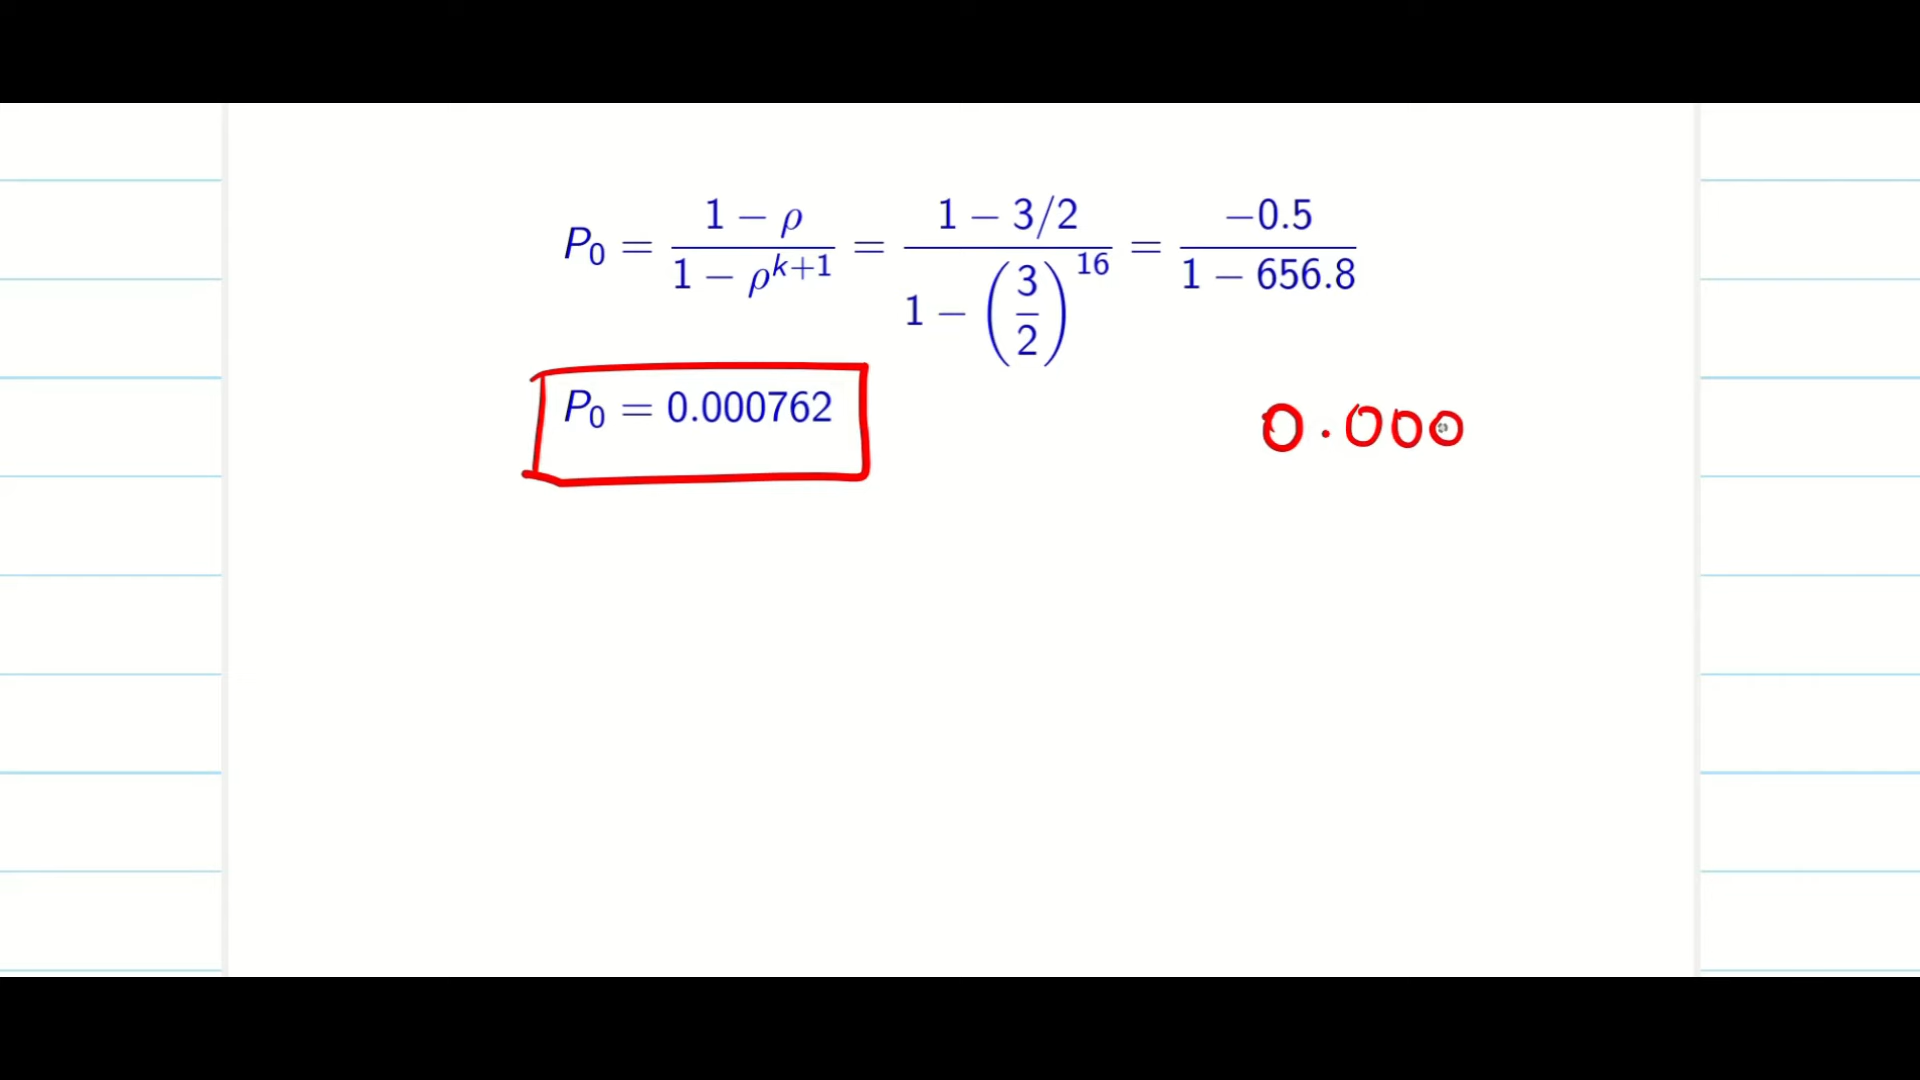 P₀ = (1 − ρ)/(1 − ρ^(k+1)) = (1 − 3/2)/(1 − (3/2)^16) = (−0.5)/(1 − 656.8)
P₀ = 0.000762
0.000